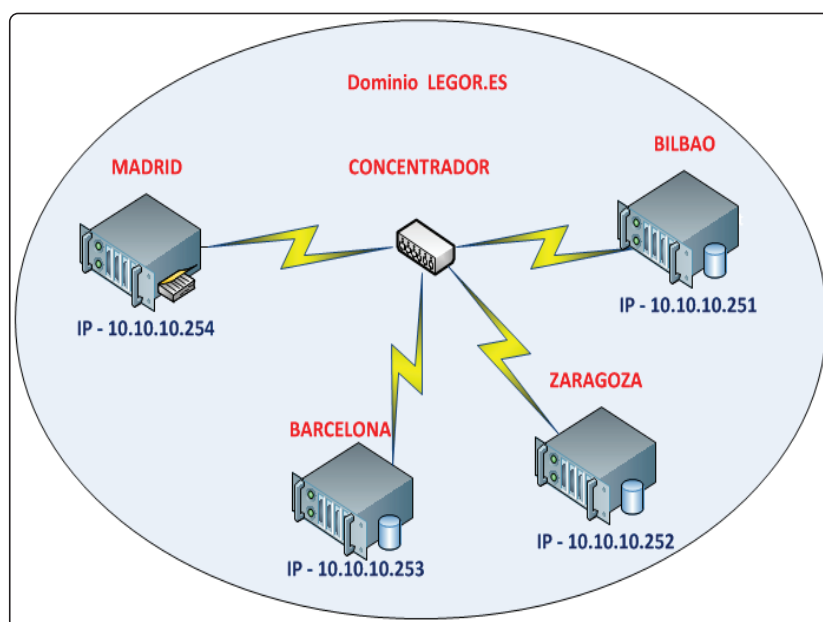 Dominio LEGOR.ES
BILBAO
MADRID
CONCENTRADOR
IP - 10.10.10.254
IP - 10.10.10.251
ZARAGOZA
BARCELONA
IP - 10.10.10.252
IP - 10.10.10.253